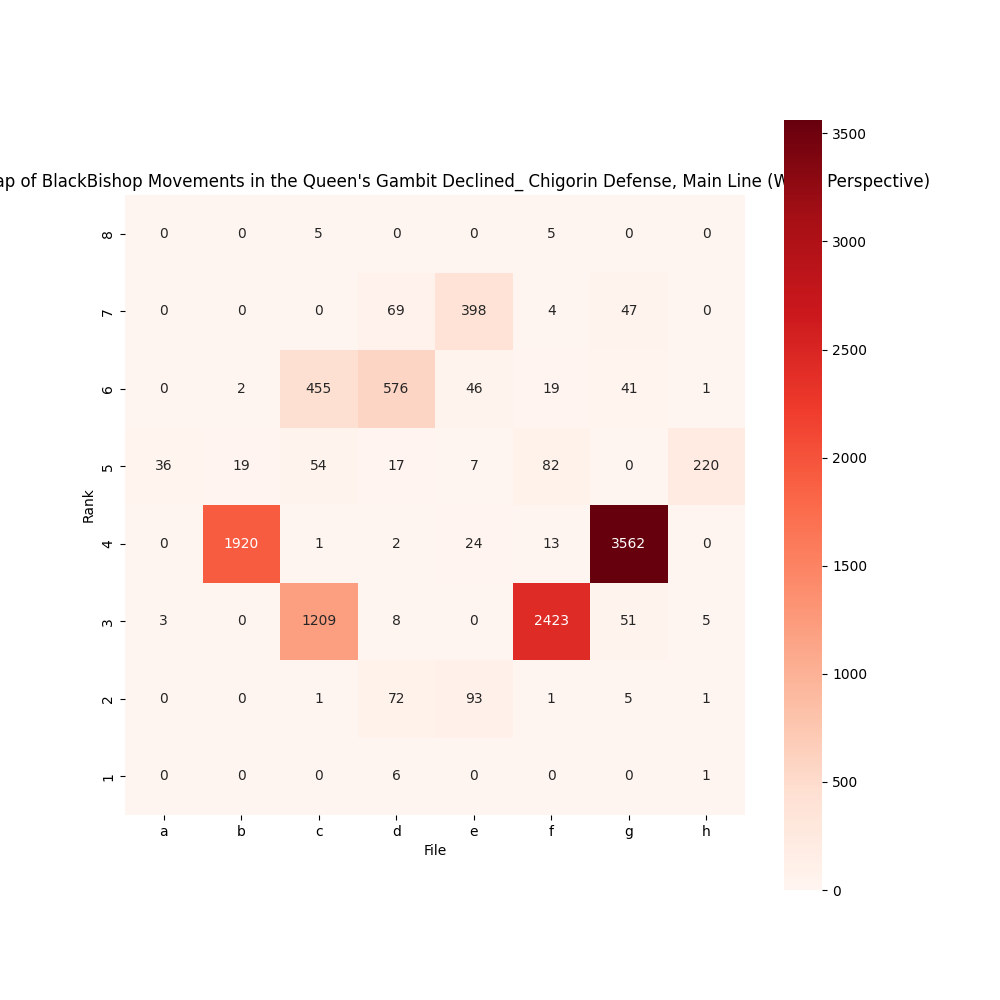 ap of BlackBishop Movements in the Queen's Gambit Declined_ Chigorin Defense, Main Line (W Perspective)
8 0 0 5 0 0 5 0 0
7 0 0 0 69 398 4 47 0
6 0 2 455 576 46 19 41 1
5 36 19 54 17 7 82 0 220
4 0 1920 1 2 24 13 3562 0
3 3 0 1209 8 0 2423 51 5
2 0 0 1 72 93 1 5 1
1 0 0 0 6 0 0 0 1
a b c d e f g h
File
Rank
3500
3000
2500
2000
1500
1000
500
0